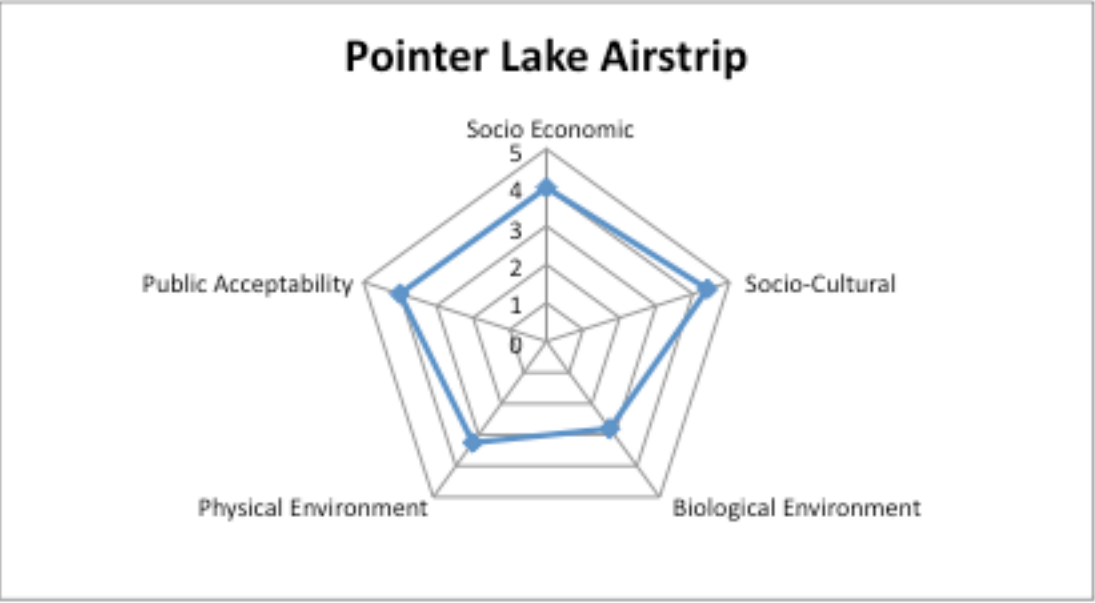 Pointer Lake Airstrip
Socio Economic
5
4
3
2
1
0
Public Acceptability
Socio-Cultural
Physical Environment
Biological Environment